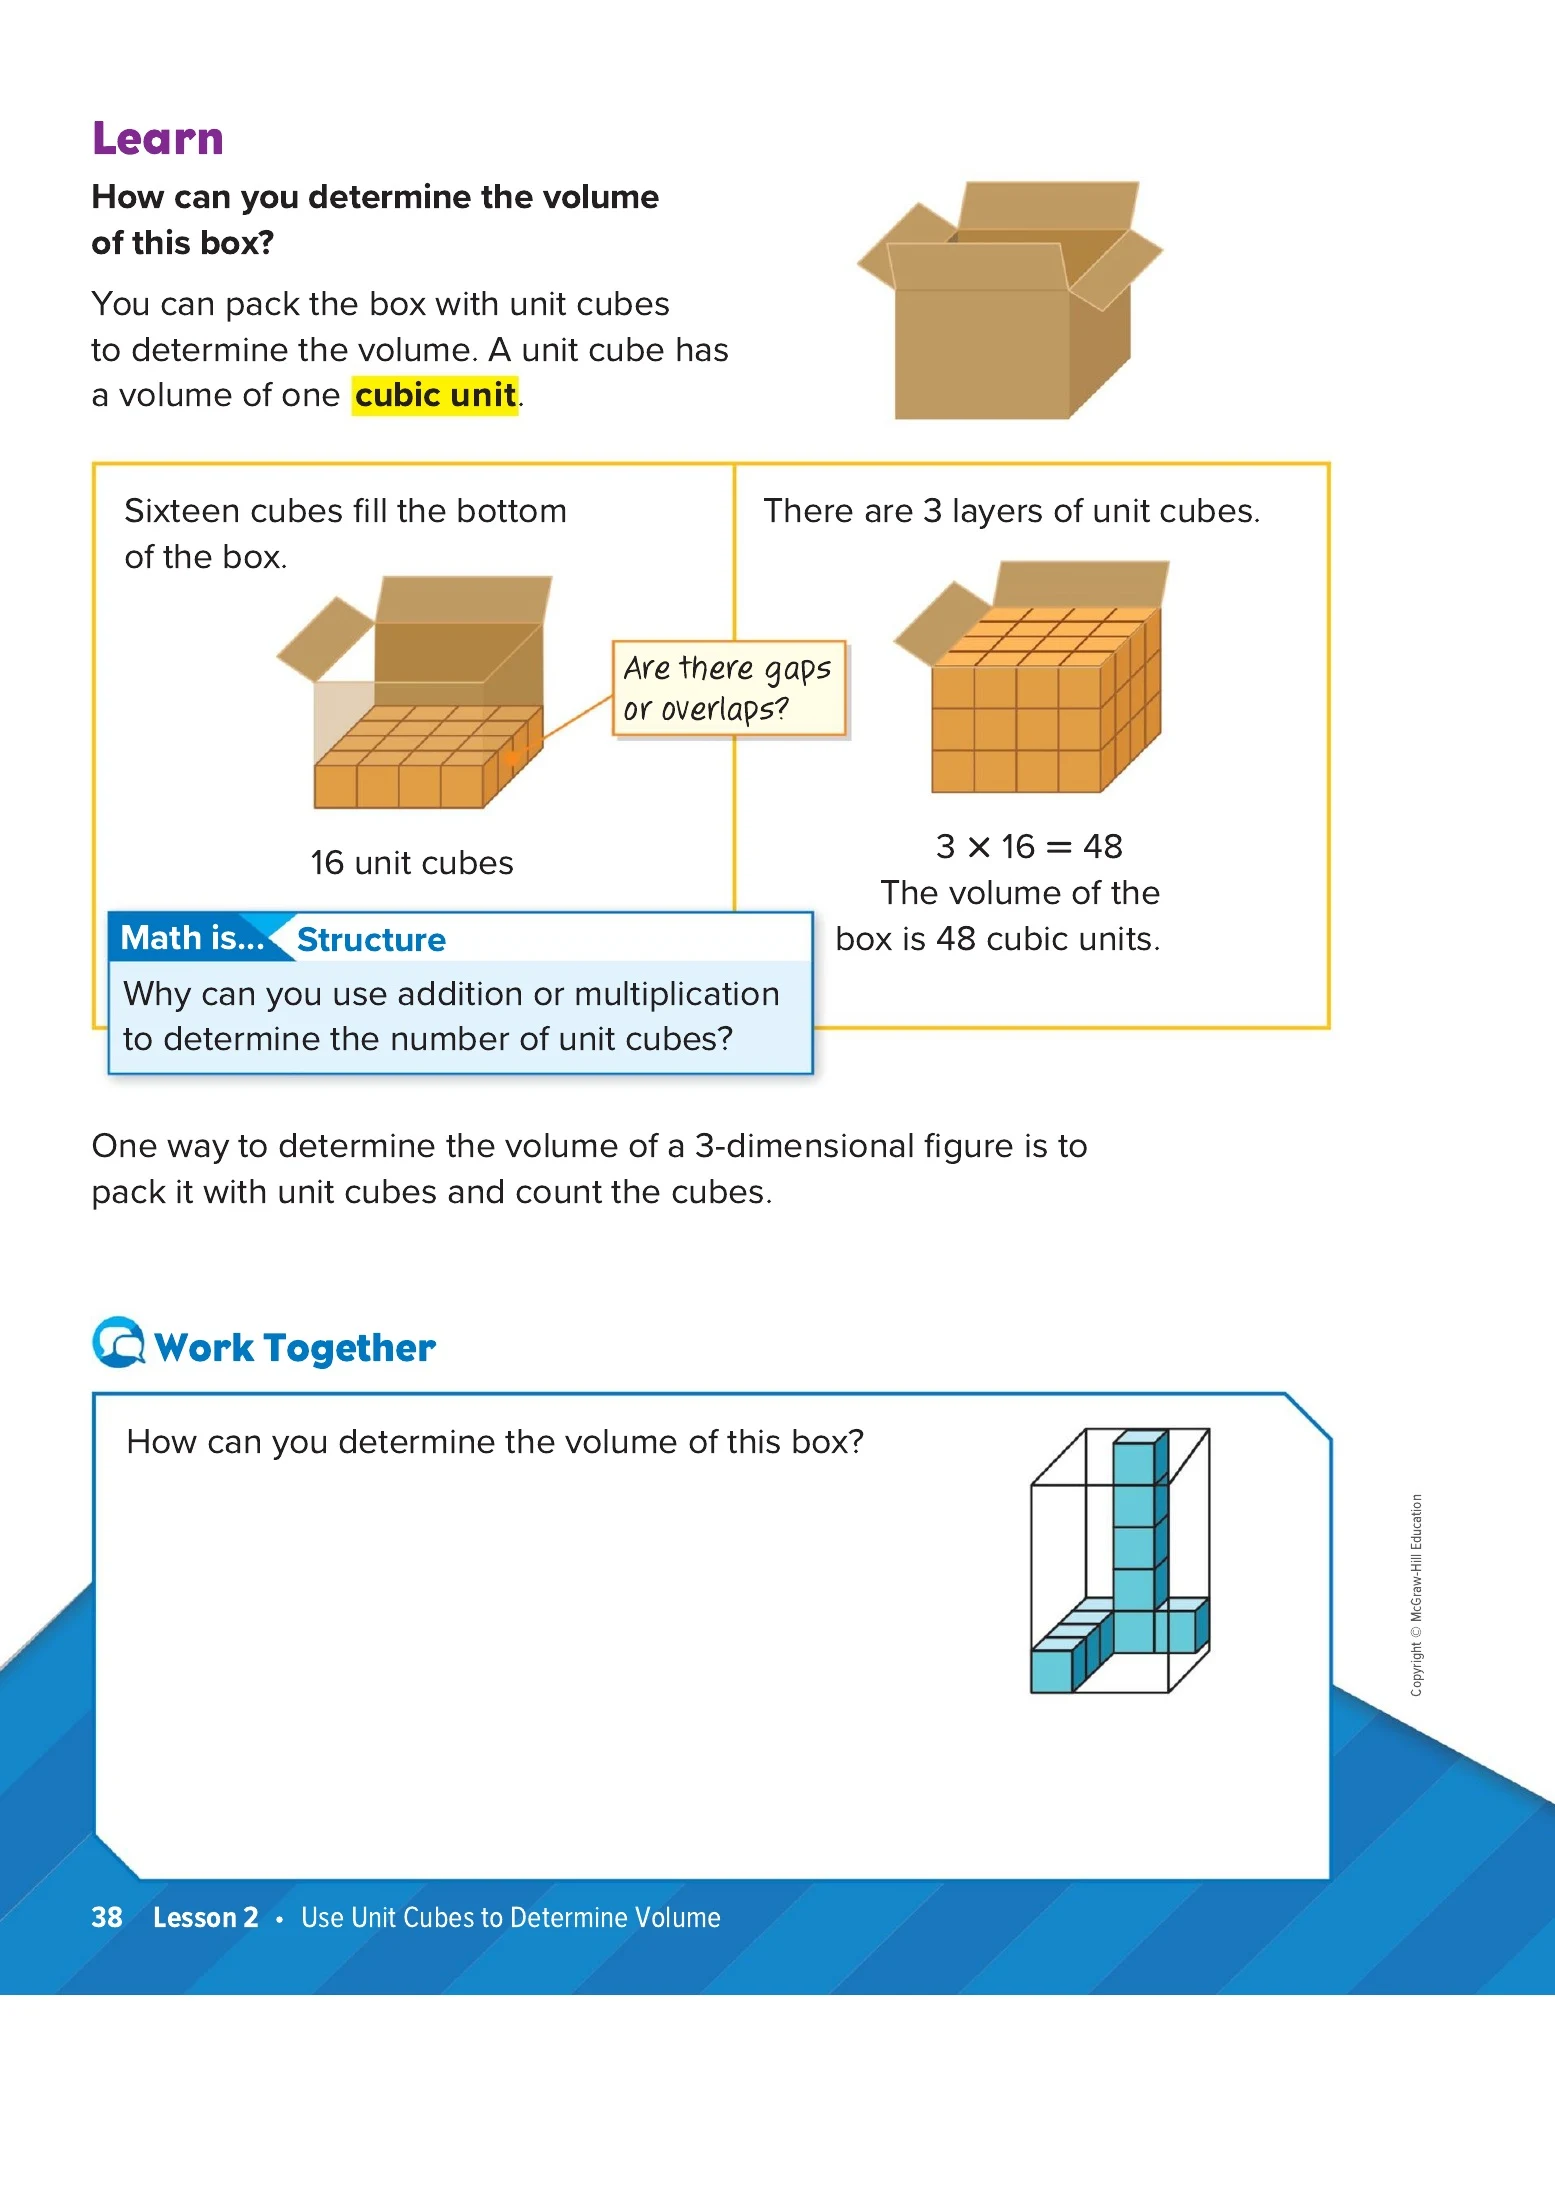 Learn
How can you determine the volume
of this box?
You can pack the box with unit cubes
to determine the volume. A unit cube has
a volume of one cubic unit.
Sixteen cubes fill the bottom
of the box.
16 unit cubes
Are there gaps
or overlaps?
There are 3 layers of unit cubes.
3 × 16 = 48
The volume of the
box is 48 cubic units.
Math is... Structure
Why can you use addition or multiplication
to determine the number of unit cubes?
One way to determine the volume of a 3-dimensional figure is to
pack it with unit cubes and count the cubes.
Work Together
How can you determine the volume of this box?
Copyright © McGraw-Hill Education
38 Lesson 2 • Use Unit Cubes to Determine Volume